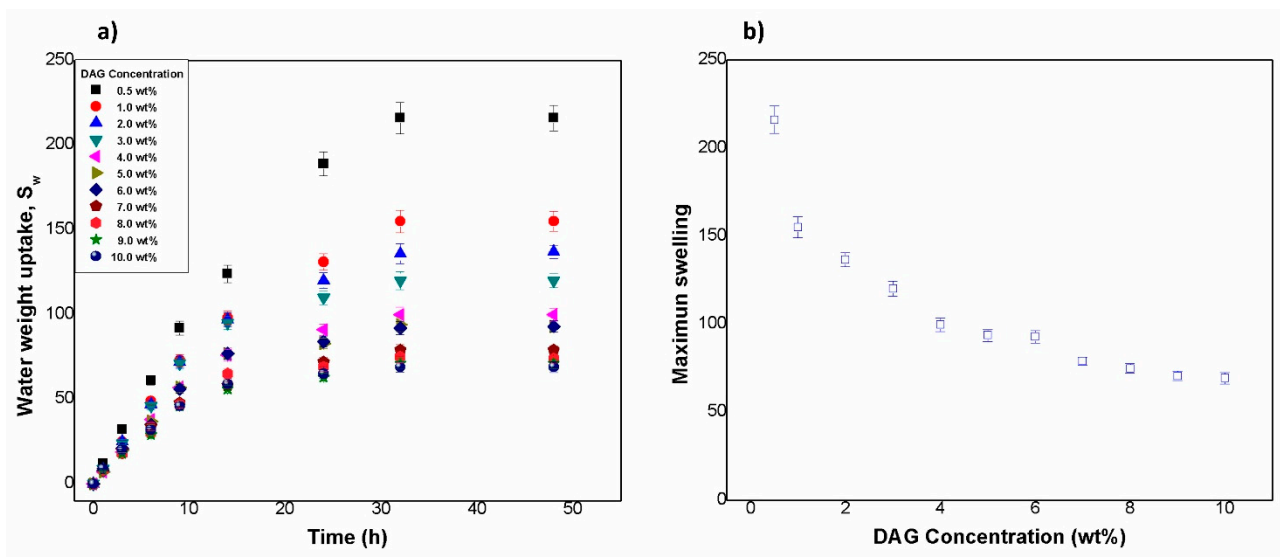 a)
250
200
150
100
50
0
DAG Concentration
0.5 wt%
1.0 wt%
2.0 wt%
3.0 wt%
4.0 wt%
5.0 wt%
6.0 wt%
7.0 wt%
8.0 wt%
9.0 wt%
10.0 wt%
Water weight uptake, Sw
0 10 20 30 40 50
Time (h)
b)
250
200
150
100
50
0
Maximun swelling
0 2 4 6 8 10
DAG Concentration (wt%)